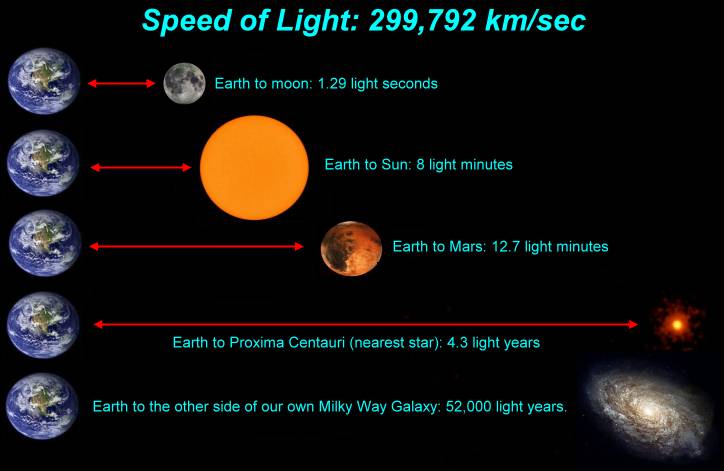 Speed of Light: 299,792 km/sec
Earth to moon: 1.29 light seconds
Earth to Sun: 8 light minutes
Earth to Mars: 12.7 light minutes
Earth to Proxima Centauri (nearest star): 4.3 light years
Earth to the other side of our own Milky Way Galaxy: 52,000 light years.